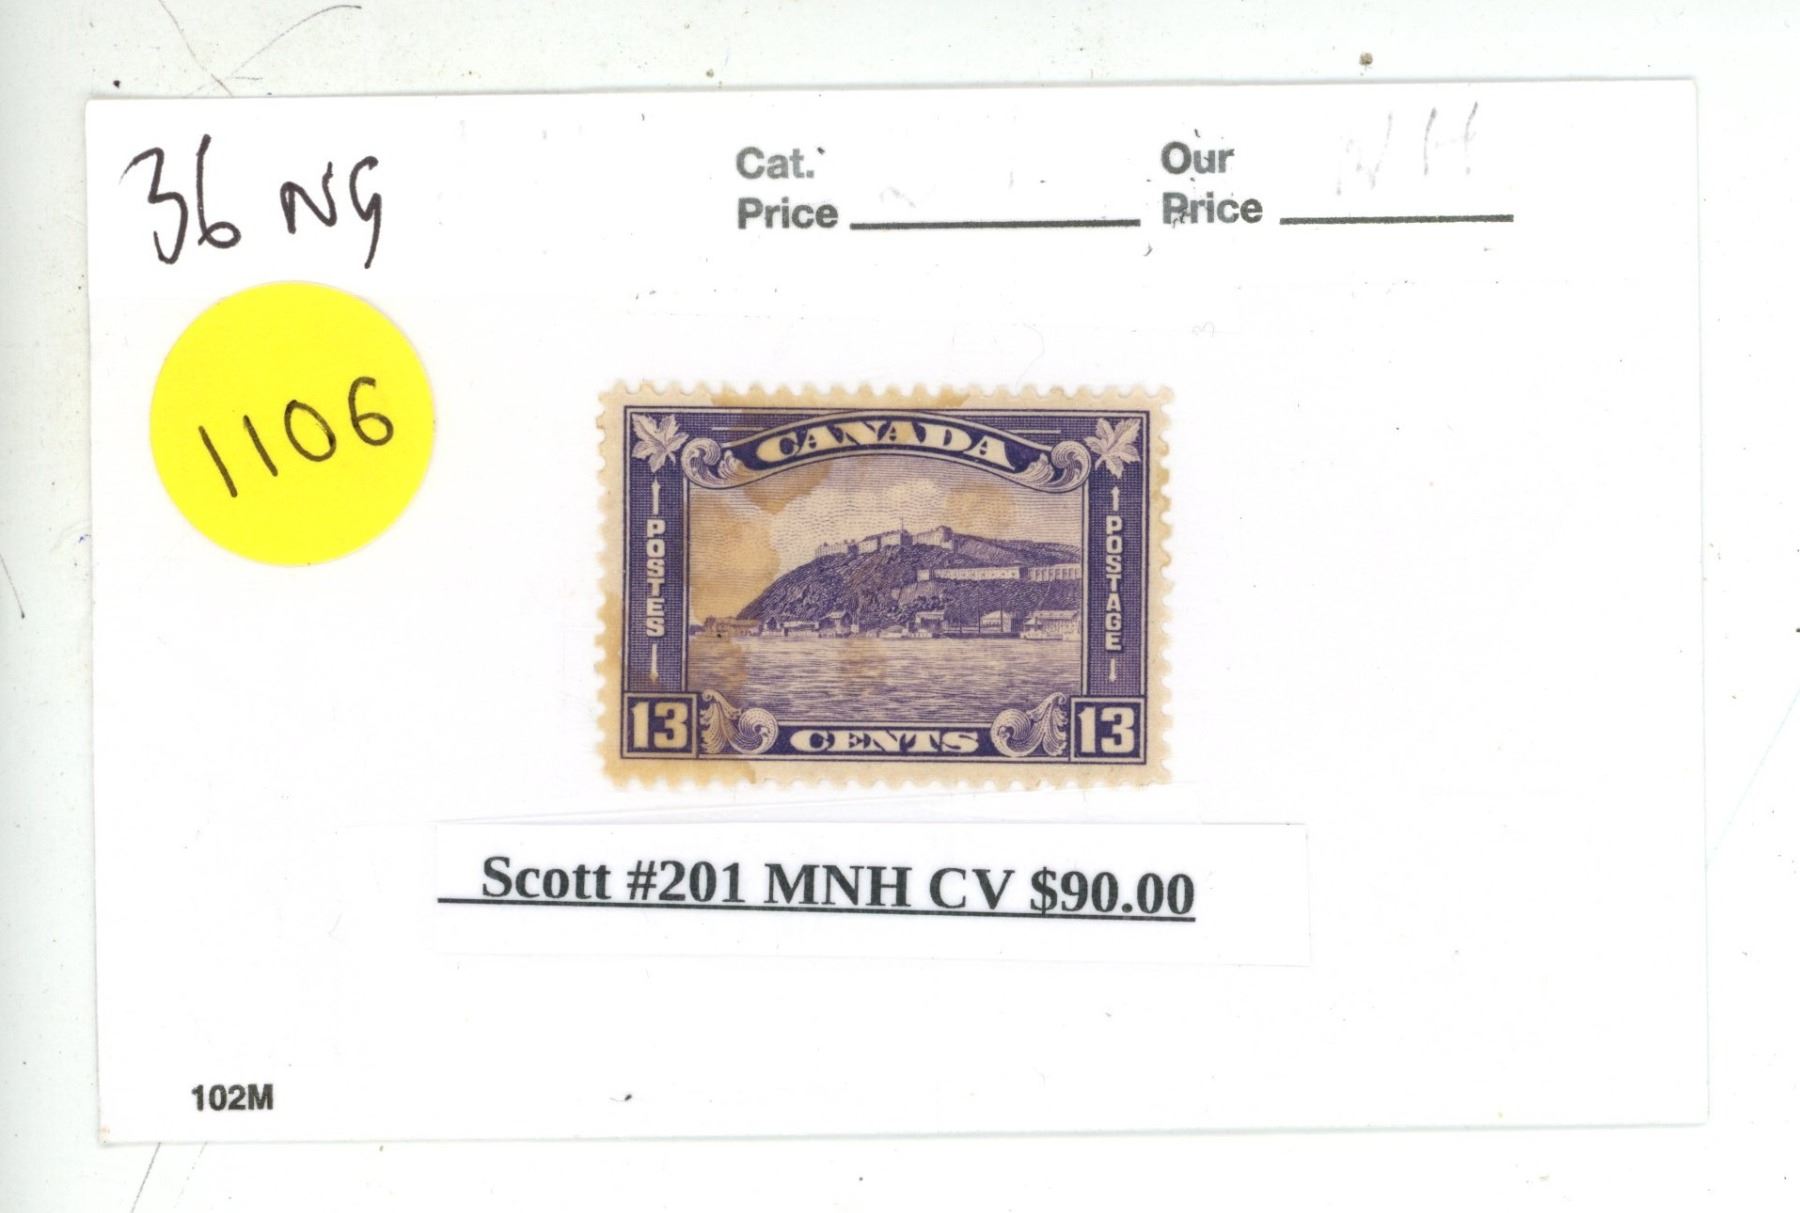 36 NG
Cat.
Price
Our
Price
NH
1106
CANADA
POSTES
POSTAGE
13
CENTS
13
Scott #201 MNH CV $90.00
102M